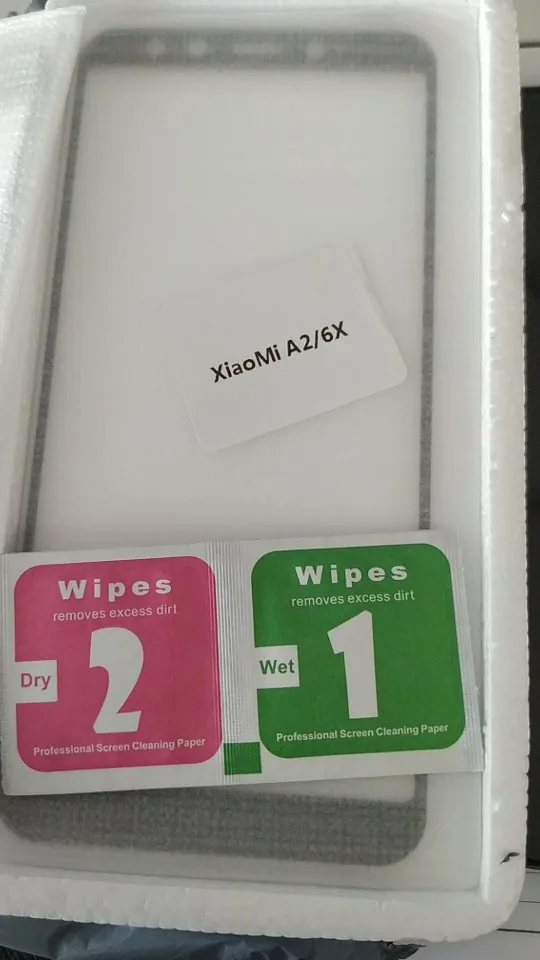 XiaoMi A2/6X
Wipes
removes excess dirt
Dry
2
Professional Screen Cleaning Paper
Wipes
removes excess dirt
Wet
1
Professional Screen Cleaning Paper